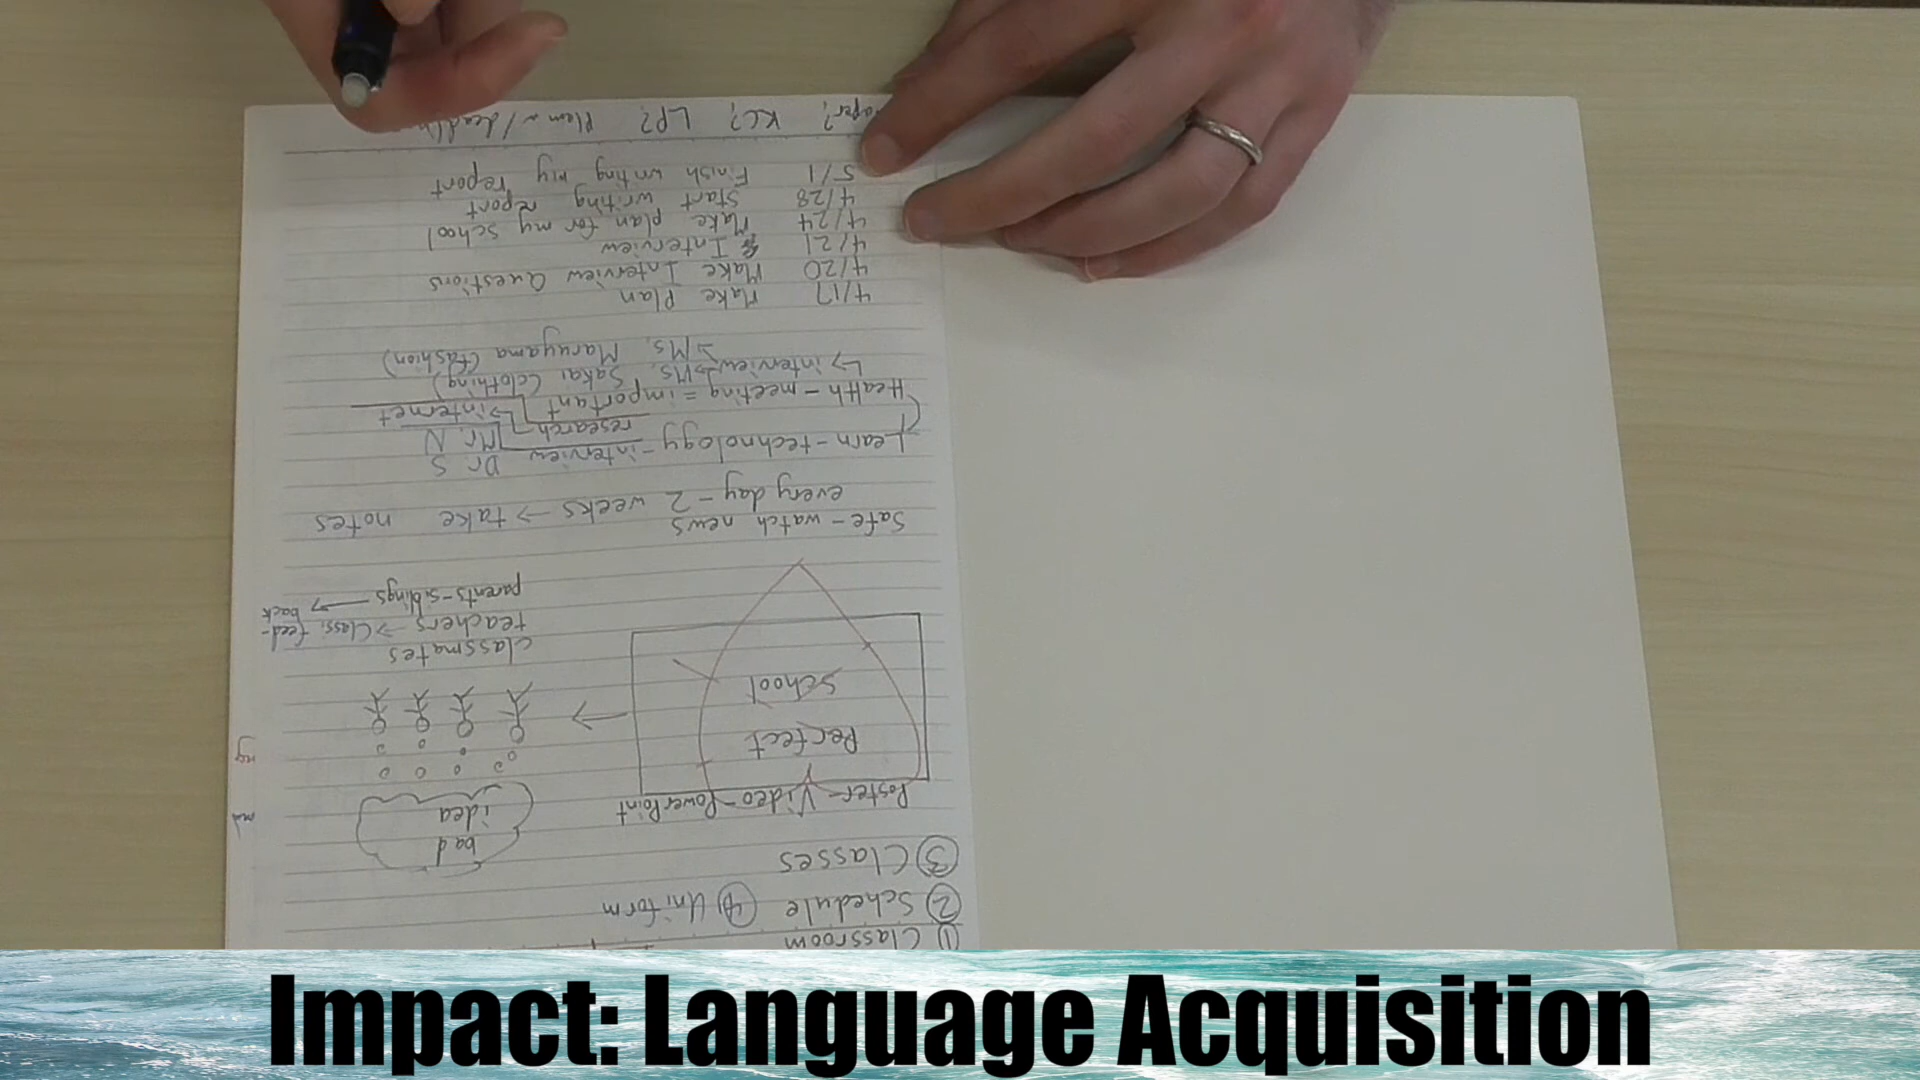 ① Classroom
② Schedule ④ Uniform
③ Classes
Poster-Video-PowerPoint
Perfect
School
bad
idea
classmates
teachers → Class. feed-
parents-siblings → back
Safe-watch news
every day-2 weeks → take notes
Learn-technology-interview Dr. S
research Mr. N
Health-meeting = important → internet
↳ interview → Ms. Sakai (clothing)
→ Ms. Maruyama (fashion)
4/17 Make Plan
4/20 Make Interview Questions
4/21 Interview
4/24 Make plan for my school
4/28 Start writing report
5/1 Finish writing my report
KC? LP? Plan w/
Impact: Language Acquisition